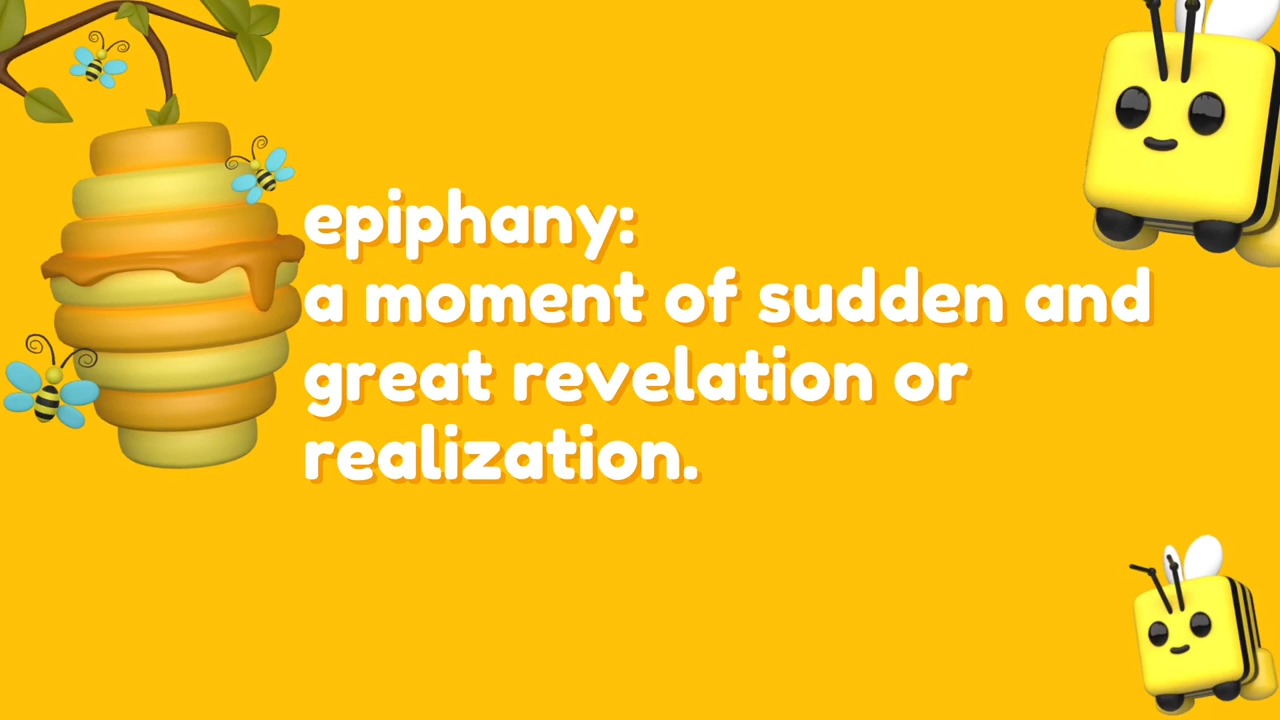 epiphany:
a moment of sudden and
great revelation or
realization.